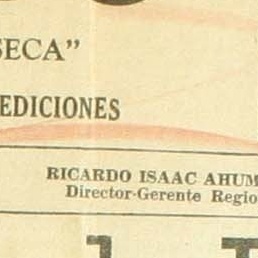 SECA”
EDICIONES
RICARDO ISAAC AHUM
Director-Gerente Regio